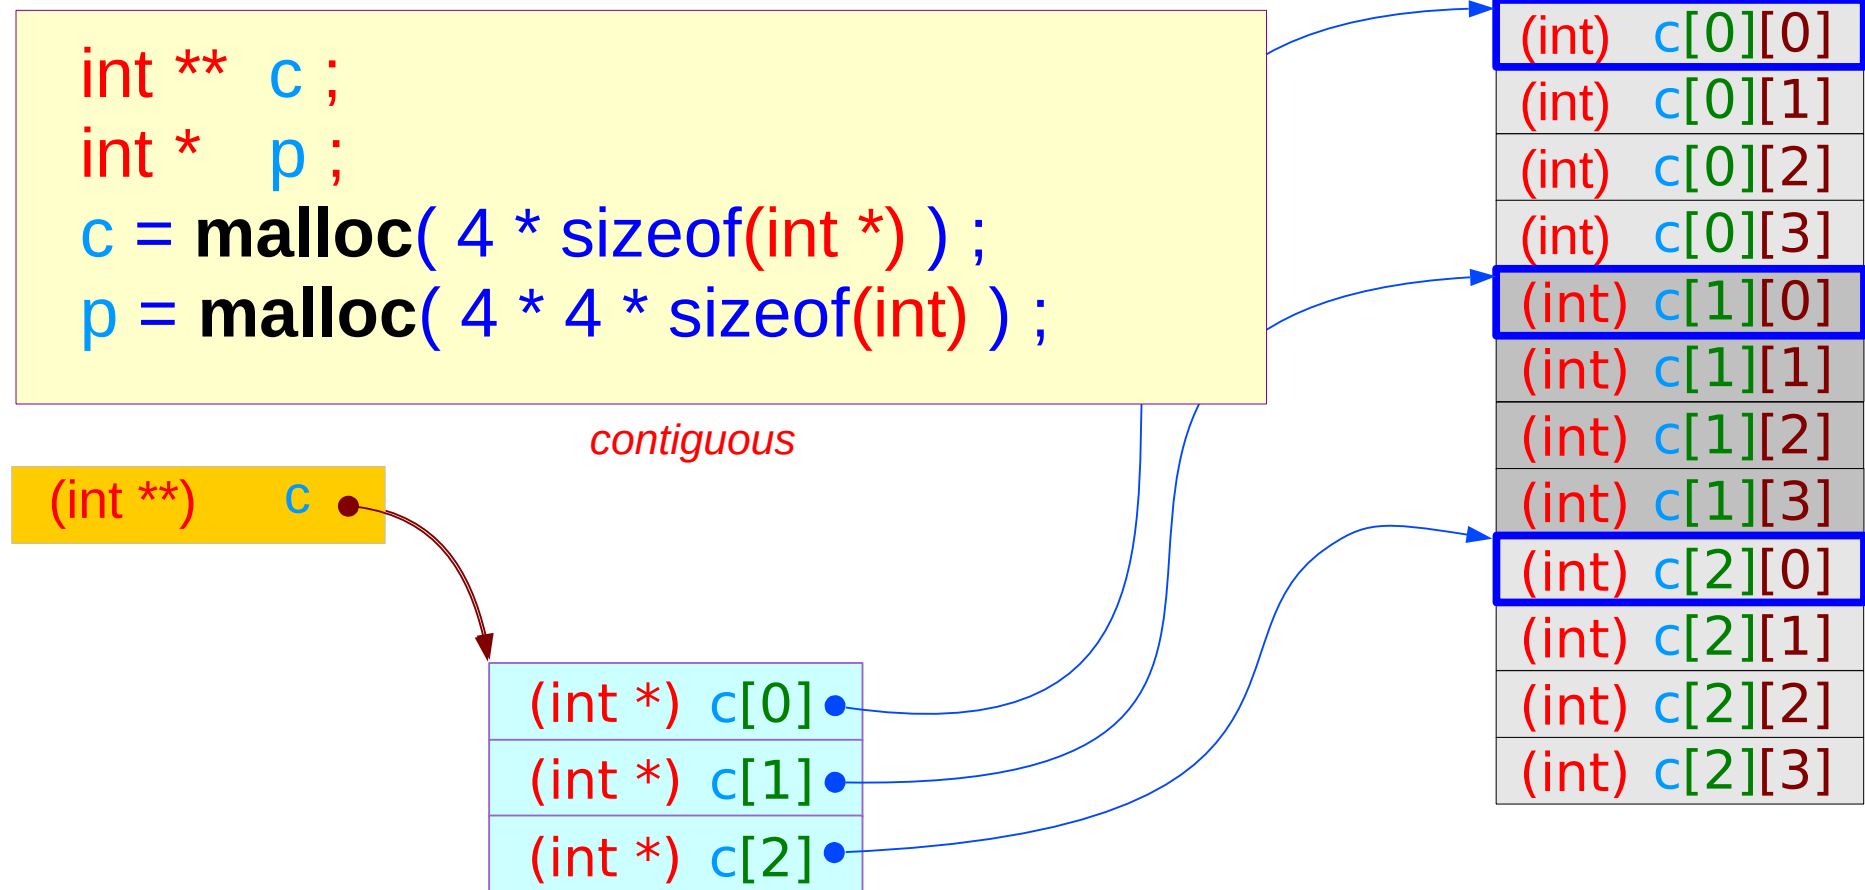 int ** c ;
int * p ;
c = malloc( 4 * sizeof(int *) ) ;
p = malloc( 4 * 4 * sizeof(int) ) ;
contiguous
(int **) c
(int *) c[0]
(int *) c[1]
(int *) c[2]
(int) c[0][0]
(int) c[0][1]
(int) c[0][2]
(int) c[0][3]
(int) c[1][0]
(int) c[1][1]
(int) c[1][2]
(int) c[1][3]
(int) c[2][0]
(int) c[2][1]
(int) c[2][2]
(int) c[2][3]